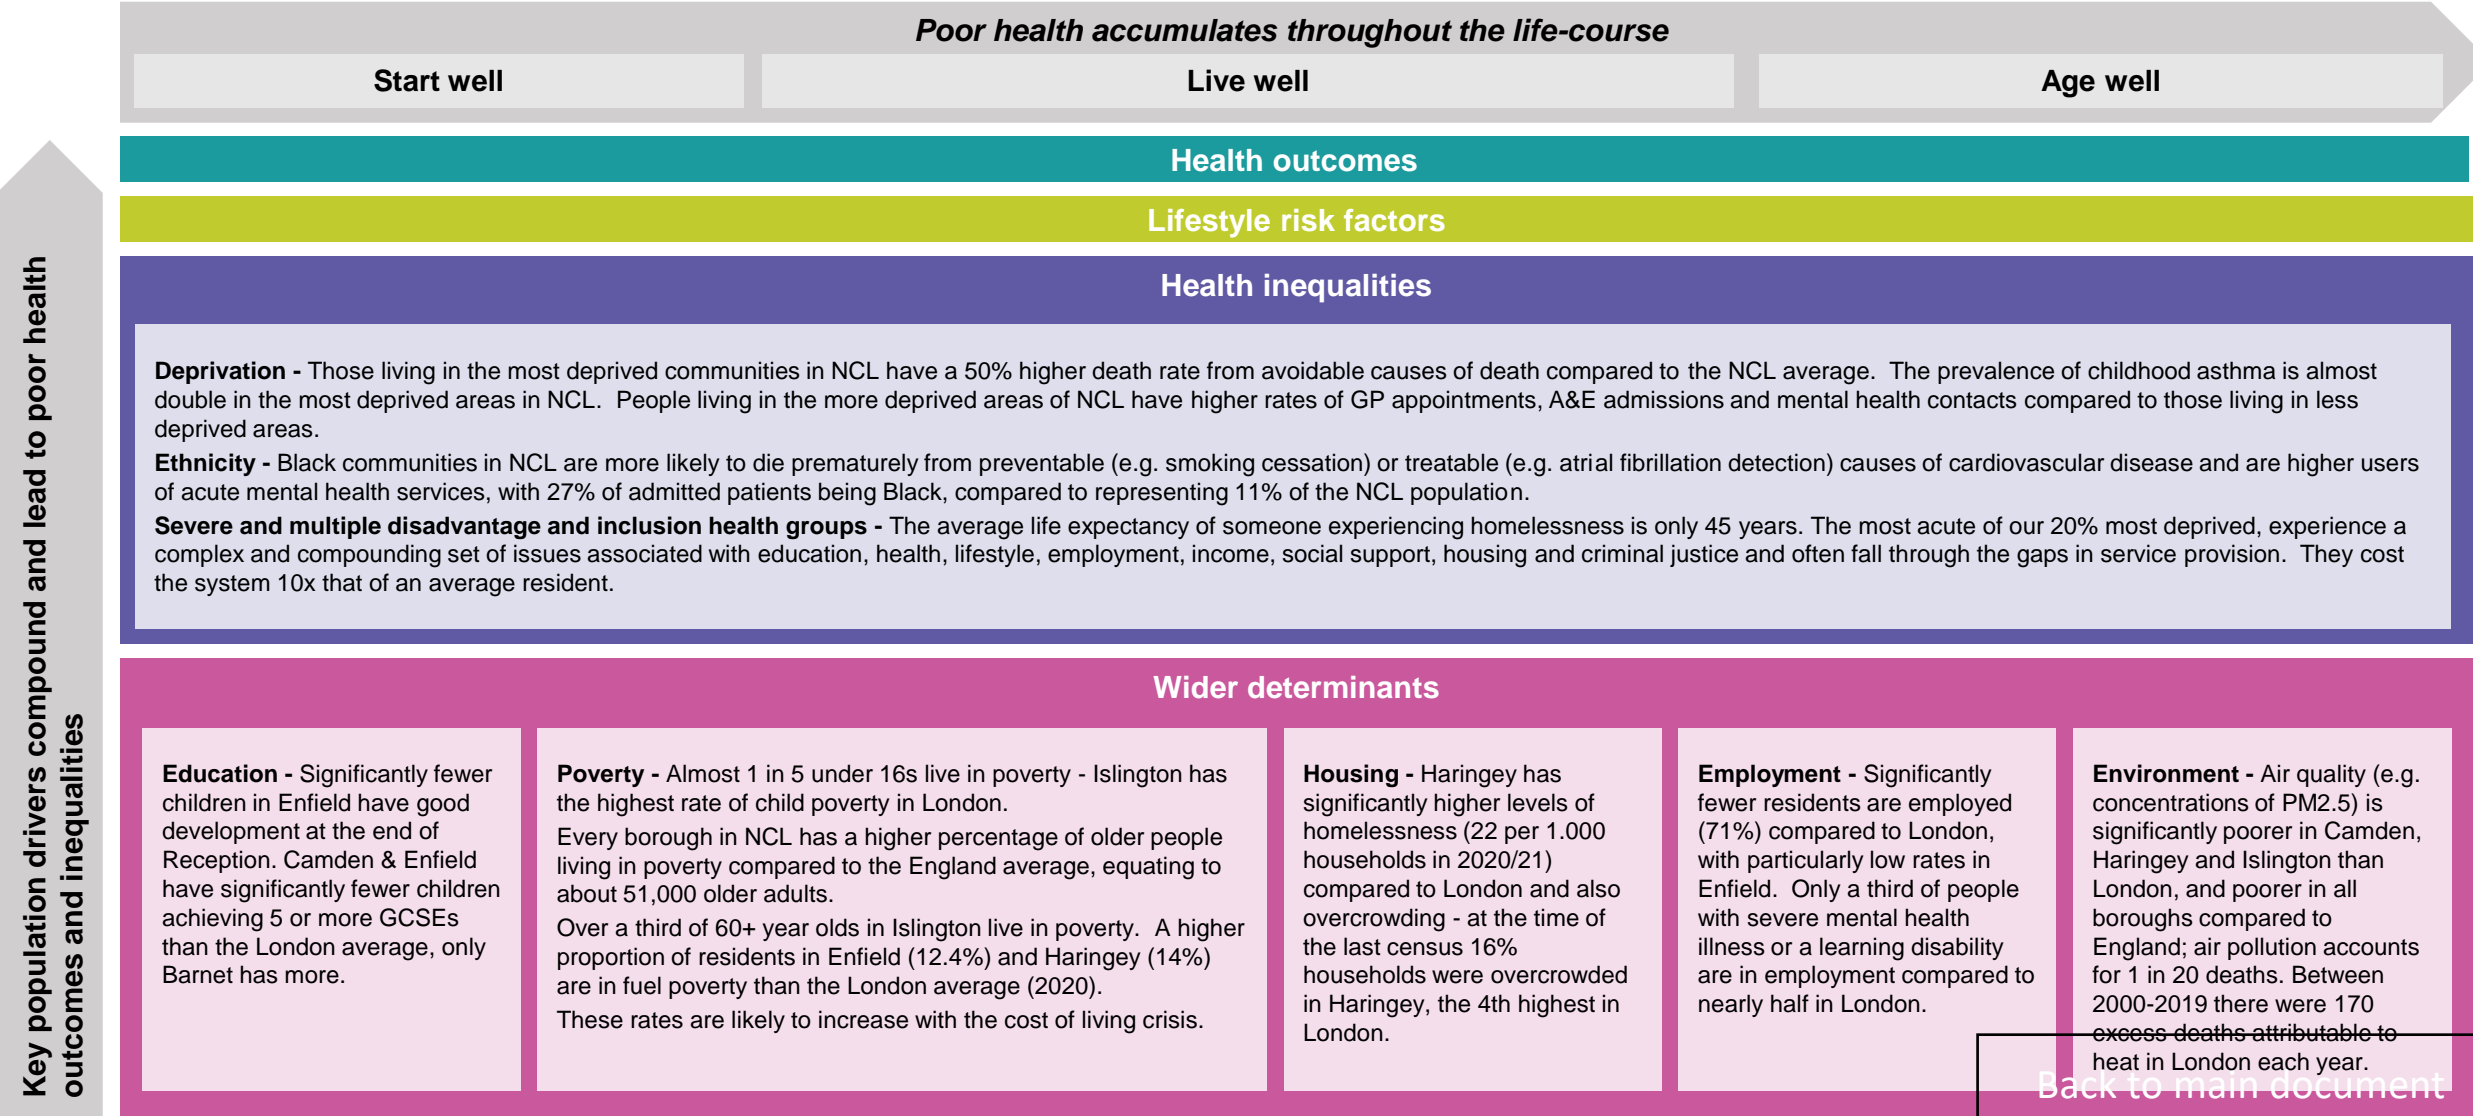 Poor health accumulates throughout the life-course
Start well
Live well
Age well
Key population drivers compound and lead to poor health
outcomes and inequalities
Health outcomes
Lifestyle risk factors
Health inequalities
Deprivation - Those living in the most deprived communities in NCL have a 50% higher death rate from avoidable causes of death compared to the NCL average. The prevalence of childhood asthma is almost
double in the most deprived areas in NCL. People living in the more deprived areas of NCL have higher rates of GP appointments, A&E admissions and mental health contacts compared to those living in less
deprived areas.
Ethnicity - Black communities in NCL are more likely to die prematurely from preventable (e.g. smoking cessation) or treatable (e.g. atrial fibrillation detection) causes of cardiovascular disease and are higher users
of acute mental health services, with 27% of admitted patients being Black, compared to representing 11% of the NCL population.
Severe and multiple disadvantage and inclusion health groups - The average life expectancy of someone experiencing homelessness is only 45 years. The most acute of our 20% most deprived, experience a
complex and compounding set of issues associated with education, health, lifestyle, employment, income, social support, housing and criminal justice and often fall through the gaps in service provision. They cost
the system 10x that of an average resident.
Wider determinants
Education - Significantly fewer
children in Enfield have good
development at the end of
Reception. Camden & Enfield
have significantly fewer children
achieving 5 or more GCSEs
than the London average, only
Barnet has more.
Poverty - Almost 1 in 5 under 16s live in poverty - Islington has
the highest rate of child poverty in London.
Every borough in NCL has a higher percentage of older people
living in poverty compared to the England average, equating to
about 51,000 older adults.
Over a third of 60+ year olds in Islington live in poverty. A higher
proportion of residents in Enfield (12.4%) and Haringey (14%)
are in fuel poverty than the London average (2020).
These rates are likely to increase with the cost of living crisis.
Housing - Haringey has
significantly higher levels of
homelessness (22 per 1.000
households in 2020/21)
compared to London and also
overcrowding - at the time of
the last census 16%
households were overcrowded
in Haringey, the 4th highest in
London.
Employment - Significantly
fewer residents are employed
(71%) compared to London,
with particularly low rates in
Enfield. Only a third of people
with severe mental health
illness or a learning disability
are in employment compared to
nearly half in London.
Environment - Air quality (e.g.
concentrations of PM2.5) is
significantly poorer in Camden,
Haringey and Islington than
London, and poorer in all
boroughs compared to
England; air pollution accounts
for 1 in 20 deaths. Between
2000-2019 there were 170
excess deaths attributable to
heat in London each year.
Back to main document